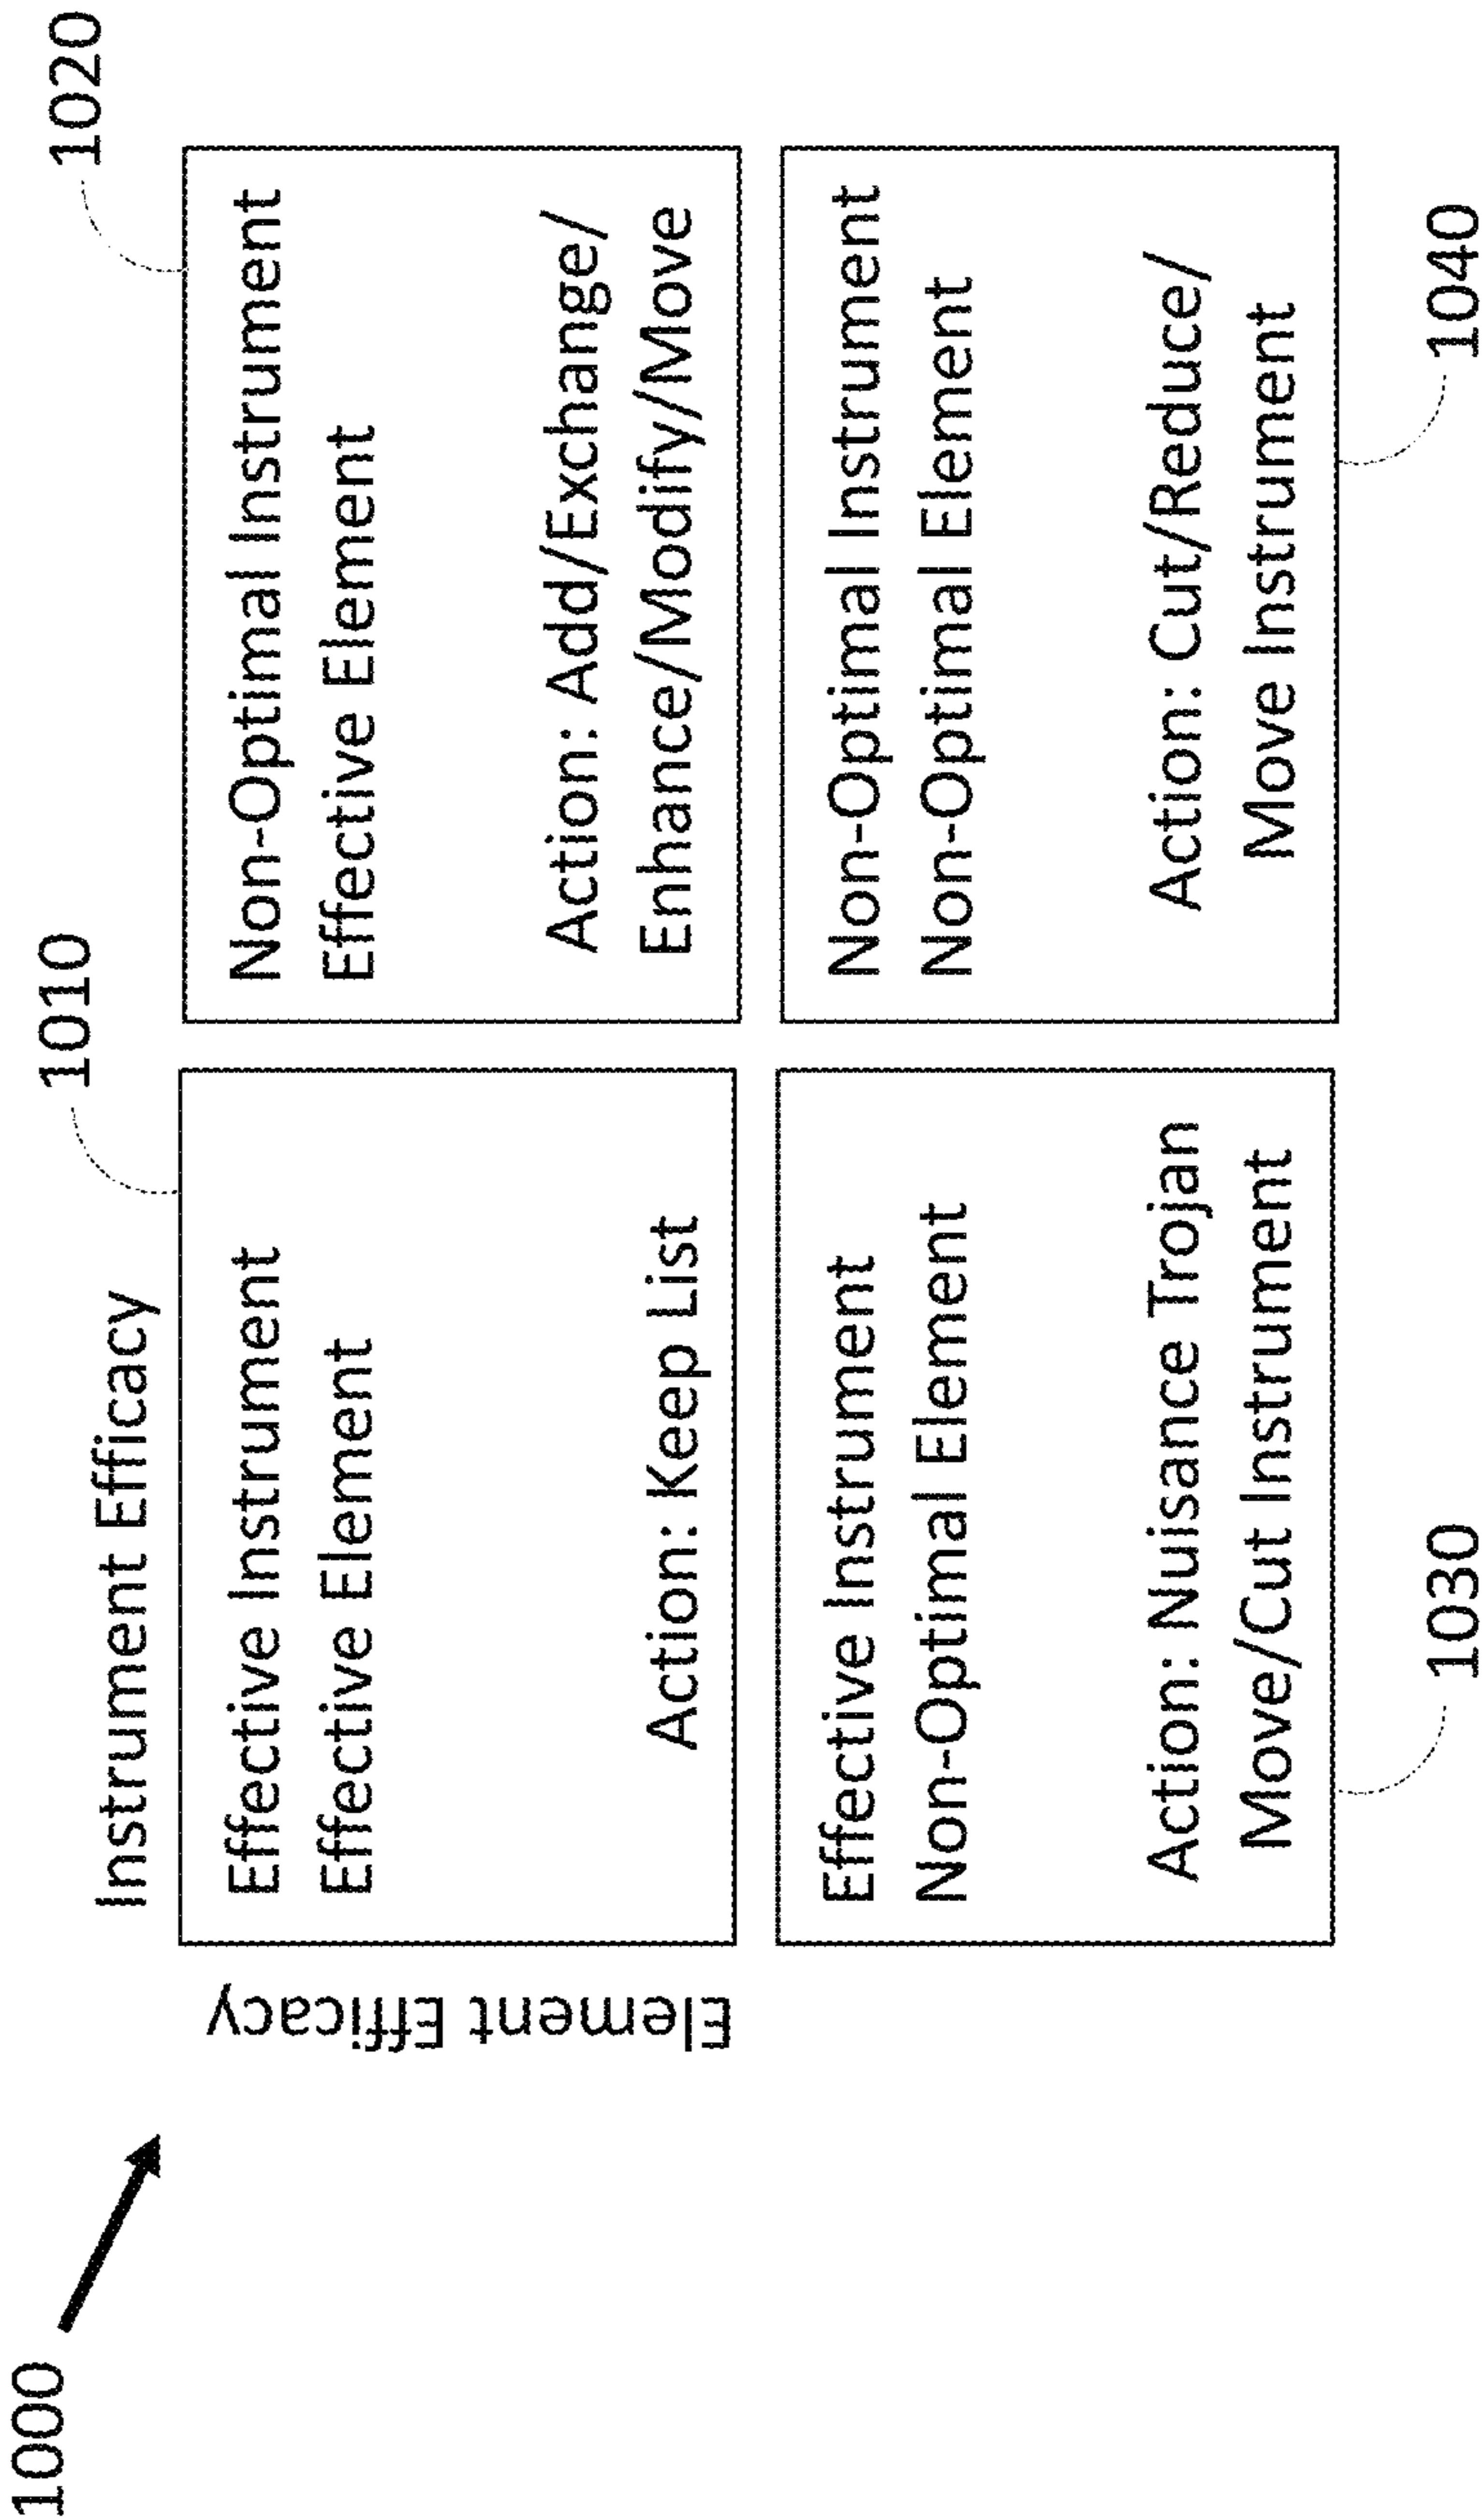 1000
Instrument Efficacy
Element Efficacy
1010
Effective Instrument
Effective Element
Action: Keep List
1020
Non-Optimal Instrument
Effective Element
Action: Add/Exchange/
Enhance/Modify/Move
Effective Instrument
Non-Optimal Element
Action: Nuisance Trojan
Move/Cut Instrument
1030
Non-Optimal Instrument
Non-Optimal Element
Action: Cut/Reduce/
Move Instrument
1040